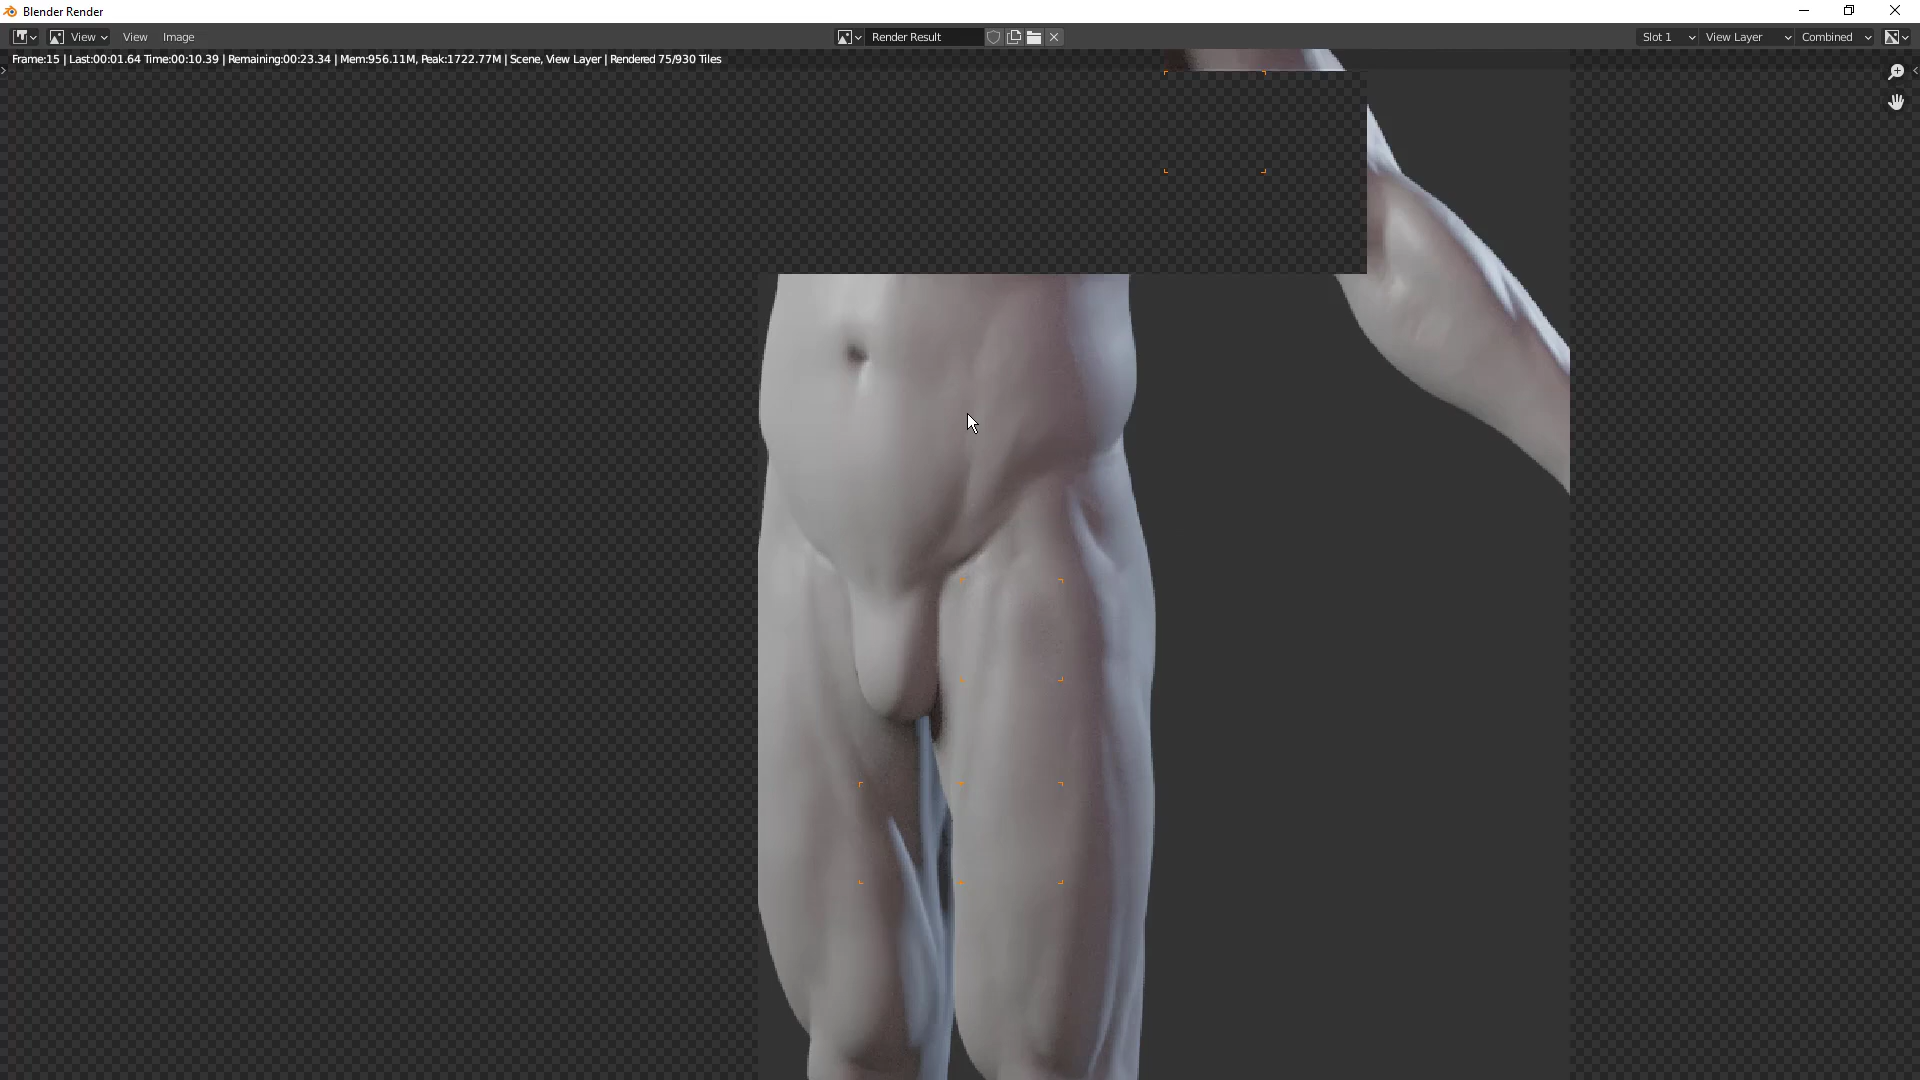 Blender Render
View View Image Render Result Slot 1 View Layer Combined
Frame:15 | Last:00:01.64 Time:00:10.39 | Remaining:00:23.34 | Mem:956.11M, Peak:1722.77M | Scene, View Layer | Rendered 75/930 Tiles